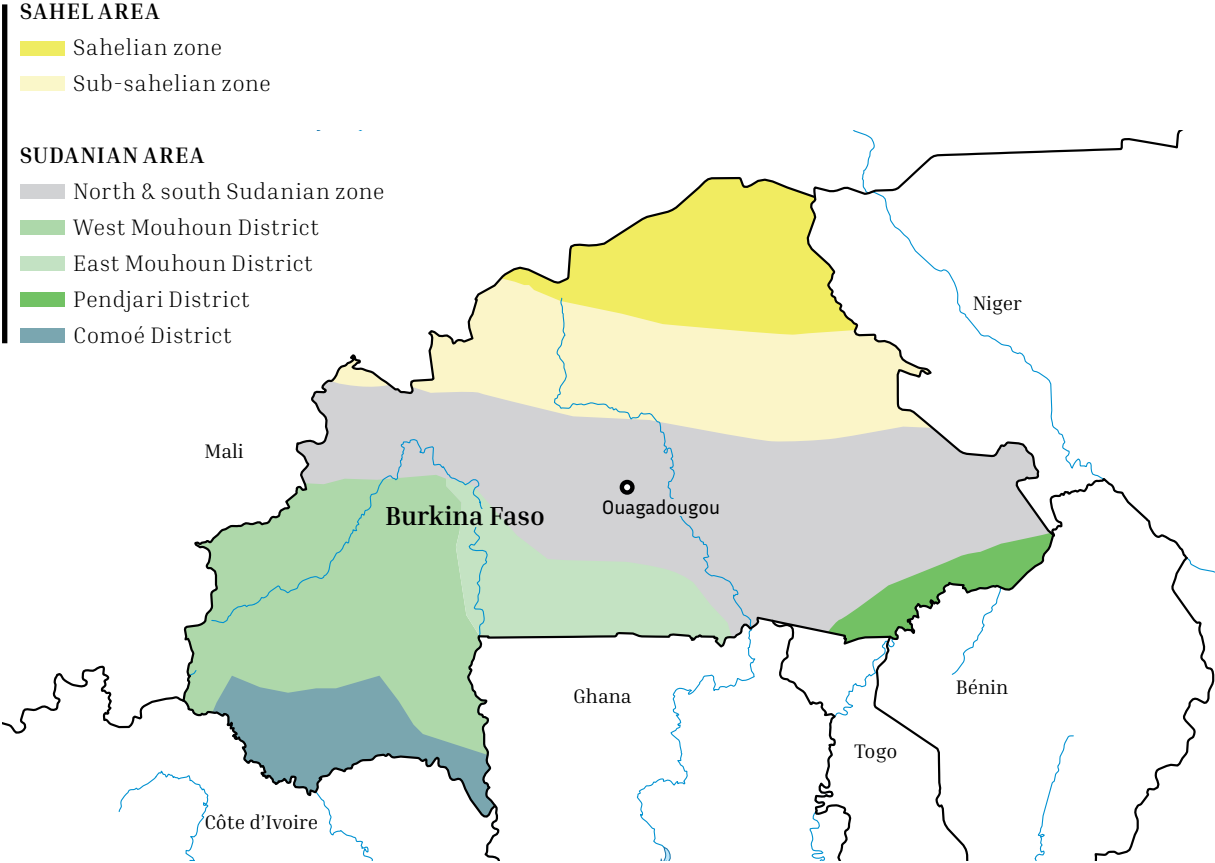 SAHEL AREA
Sahelian zone
Sub-sahelian zone
SUDANIAN AREA
North & south Sudanian zone
West Mouhoun District
East Mouhoun District
Pendjari District
Comoé District
Niger
Mali
Ouagadougou
Burkina Faso
Ghana
Bénin
Togo
Côte d'Ivoire